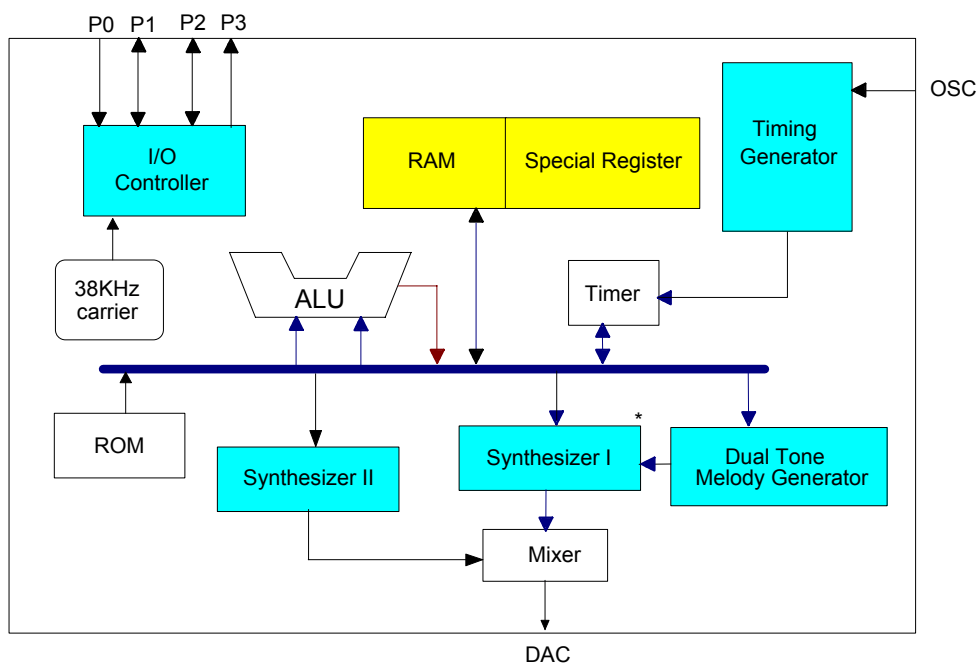 P0 P1 P2 P3
OSC
I/O
Controller
RAM
Special Register
Timing
Generator
38KHz
carrier
ALU
Timer
ROM
Synthesizer II
Synthesizer I
*
Dual Tone
Melody Generator
Mixer
DAC